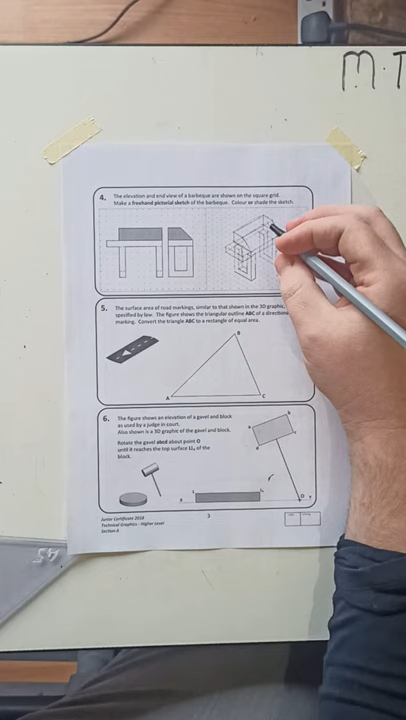 M.T
4. The elevation and end view of a barbeque are shown on the square grid.
Make a freehand pictorial sketch of the barbeque. Colour or shade the sketch.
5. The surface area of road markings, similar to that shown in the 3D graphic,
specified by law. The figure shows the triangular outline ABC of a
marking. Convert the triangle ABC to a rectangle of equal area.
B
A
C
6. The figure shows an elevation of a gavel and block
as used by a judge in court.
Also shown is a 3D graphic of the gavel and block.
Rotate the gavel abcd about point O
until it reaches the top surface of the
block.
a
b
c
d
O
Junior Certificate 2018
Technical Graphics - Higher Level
Section A
3
45